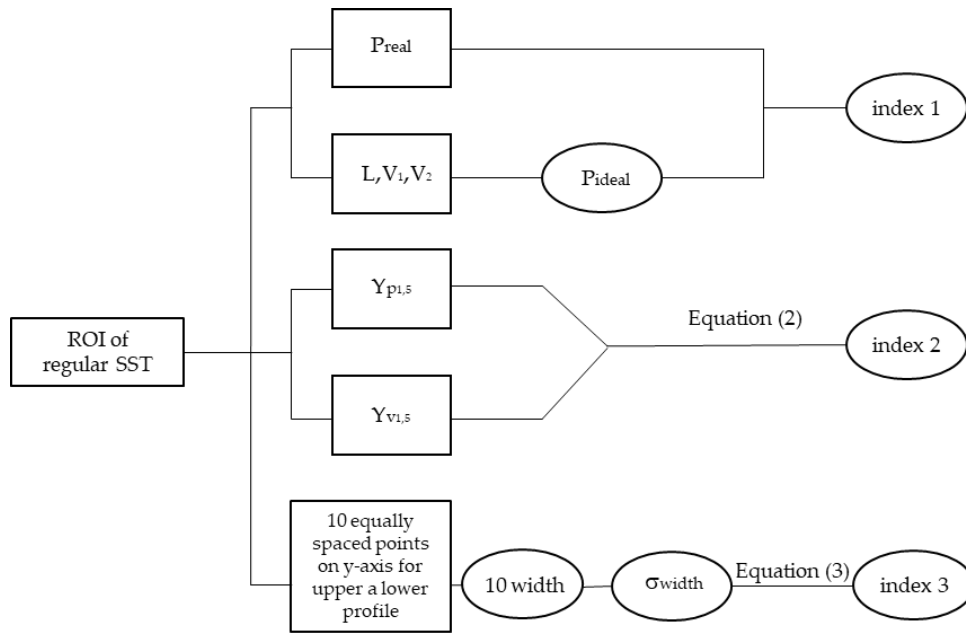 Preal
index 1
L,V1,V2
Pideal
Yp1,5
Equation (2)
ROI of
regular SST
index 2
Yv1,5
10 equally
spaced points
on y-axis for
upper a lower
profile
10 width
σwidth
Equation (3)
index 3